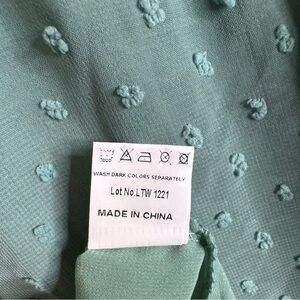 WASH DARK COLORS SEPARATELY
Lot No.LTW 1221
MADE IN CHINA